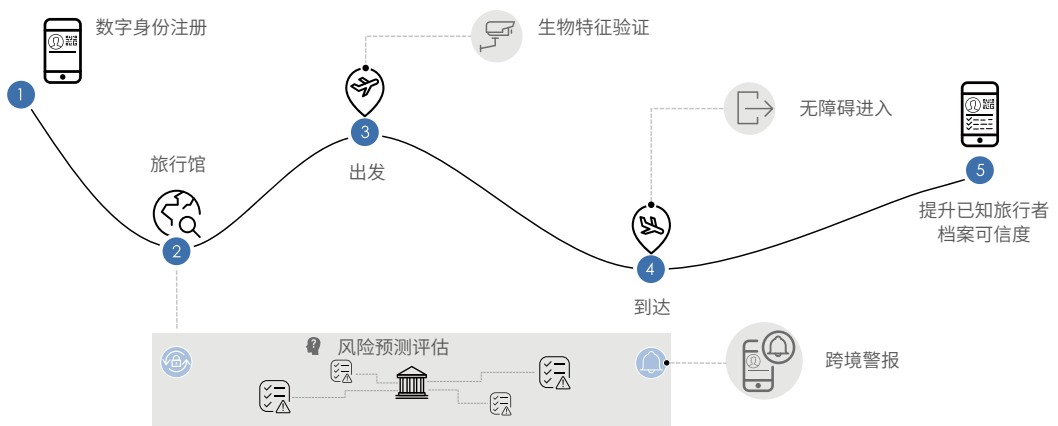 数字身份注册
生物特征验证
1
3
无障碍进入
旅行馆
出发
5
提升已知旅行者
档案可信度
2
4
到达
风险预测评估
?
跨境警报